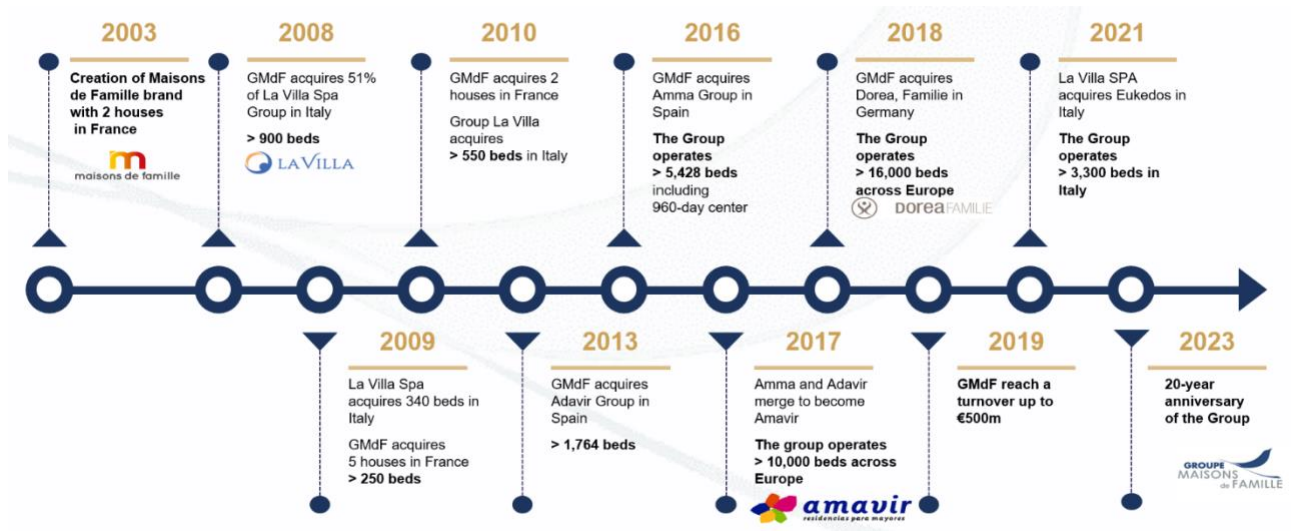 2003
Creation of Maisons
de Famille brand
with 2 houses
in France
m
maisons de famille
2008
GMdF acquires 51%
of La Villa Spa
Group in Italy
> 900 beds
LA VILLA
2010
GMdF acquires 2
houses in France
Group La Villa
acquires
> 550 beds in Italy
2016
GMdF acquires
Amma Group in
Spain
The Group
operates
> 5,428 beds
including
960-day center
2018
GMdF acquires
Dorea, Familie in
Germany
The Group
operates
> 16,000 beds
across Europe
DOREAFAMILIE
2021
La Villa SPA
acquires Eukedos in
Italy
The Group
operates
> 3,300 beds in
Italy
2009
La Villa Spa
acquires 340 beds in
Italy
GMdF acquires
5 houses in France
> 250 beds
2013
GMdF acquires
Adavir Group in
Spain
> 1,764 beds
2017
Amma and Adavir
merge to become
Amavir
The group operates
> 10,000 beds across
Europe
amavir
residencias para mayores
2019
GMdF reach a
turnover up to
€500m
2023
20-year
anniversary
of the Group
GROUPE
MAISONS
de FAMILLE